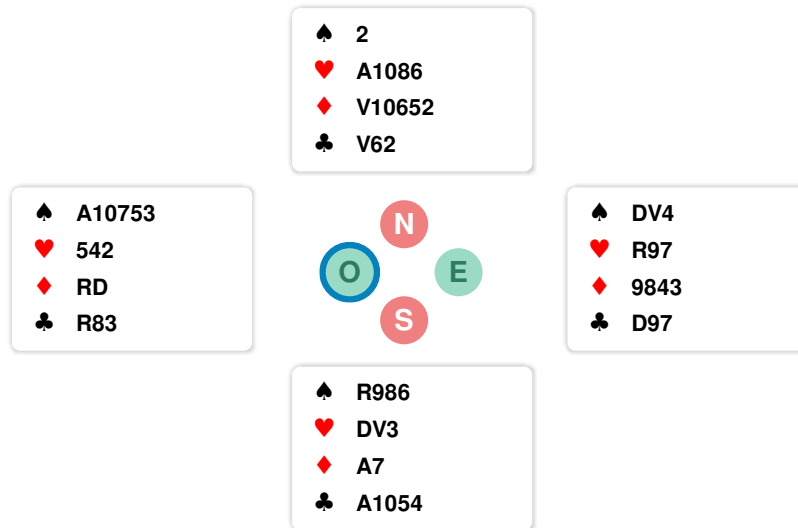 ♠ 2
♥ A1086
♦ V10652
♣ V62
♠ A10753
♥ 542
♦ RD
♣ R83
N
O E
S
♠ DV4
♥ R97
♦ 9843
♣ D97
♠ R986
♥ DV3
♦ A7
♣ A1054